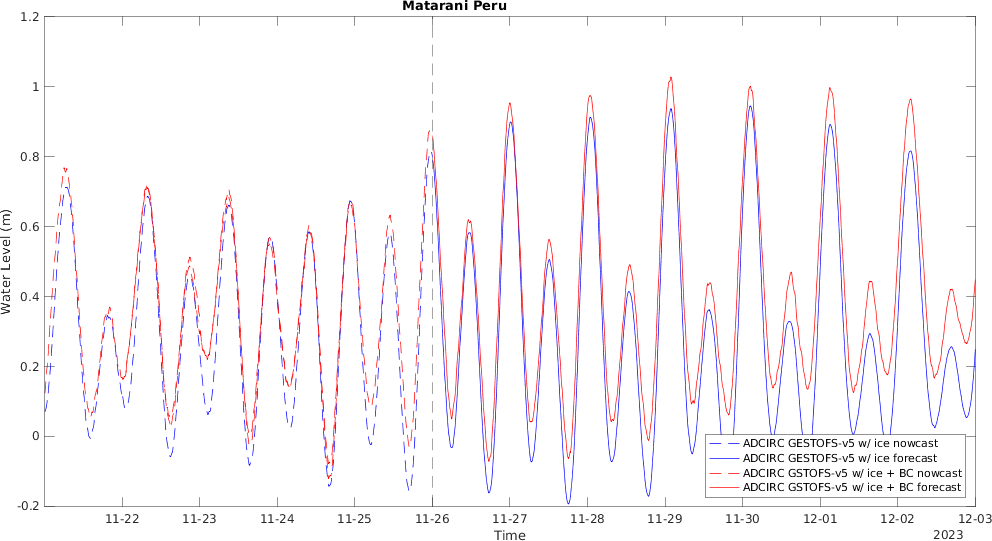 Matarani Peru
1.2
1
0.8
0.6
0.4
0.2
0
-0.2
Water Level (m)
ADCIRC GESTOFS-v5 w/ ice nowcast
ADCIRC GESTOFS-v5 w/ ice forecast
ADCIRC GSTOFS-v5 w/ ice + BC nowcast
ADCIRC GSTOFS-v5 w/ ice + BC forecast
11-22 11-23 11-24 11-25 11-26 11-27 11-28 11-29 11-30 12-01 12-02 12-03
Time
2023